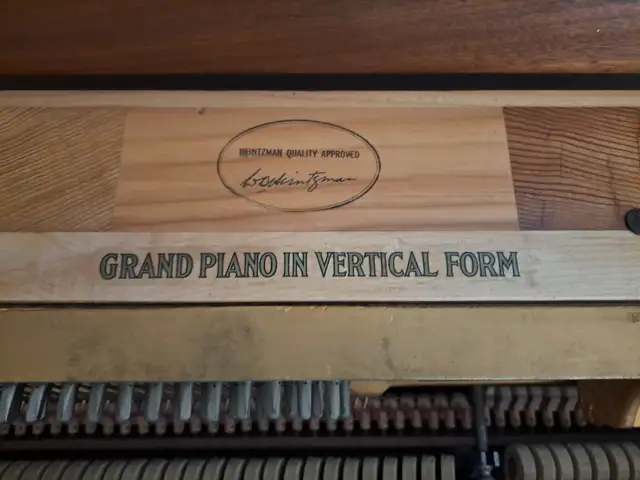 HEINTZMAN QUALITY APPROVED
GRAND PIANO IN VERTICAL FORM